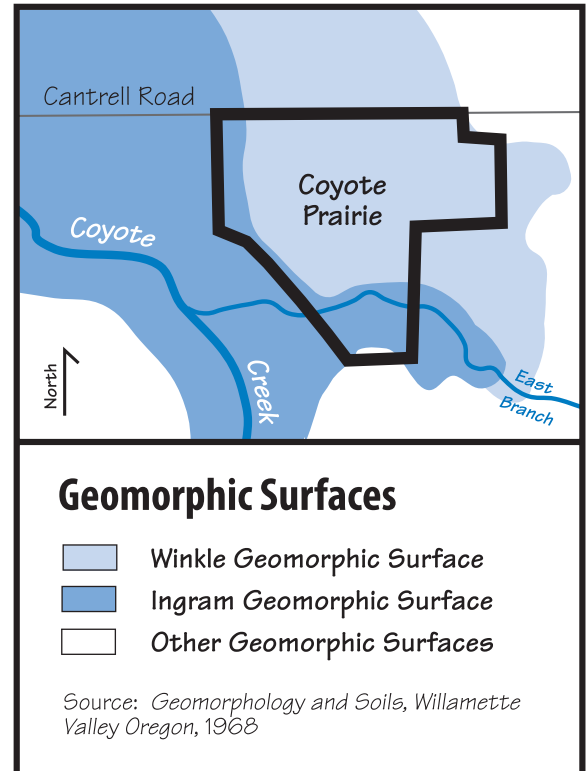 Cantrell Road
Coyote
Prairie
Coyote
Creek
North
East
Branch
Geomorphic Surfaces
Winkle Geomorphic Surface
Ingram Geomorphic Surface
Other Geomorphic Surfaces
Source: Geomorphology and Soils, Willamette
Valley Oregon, 1968